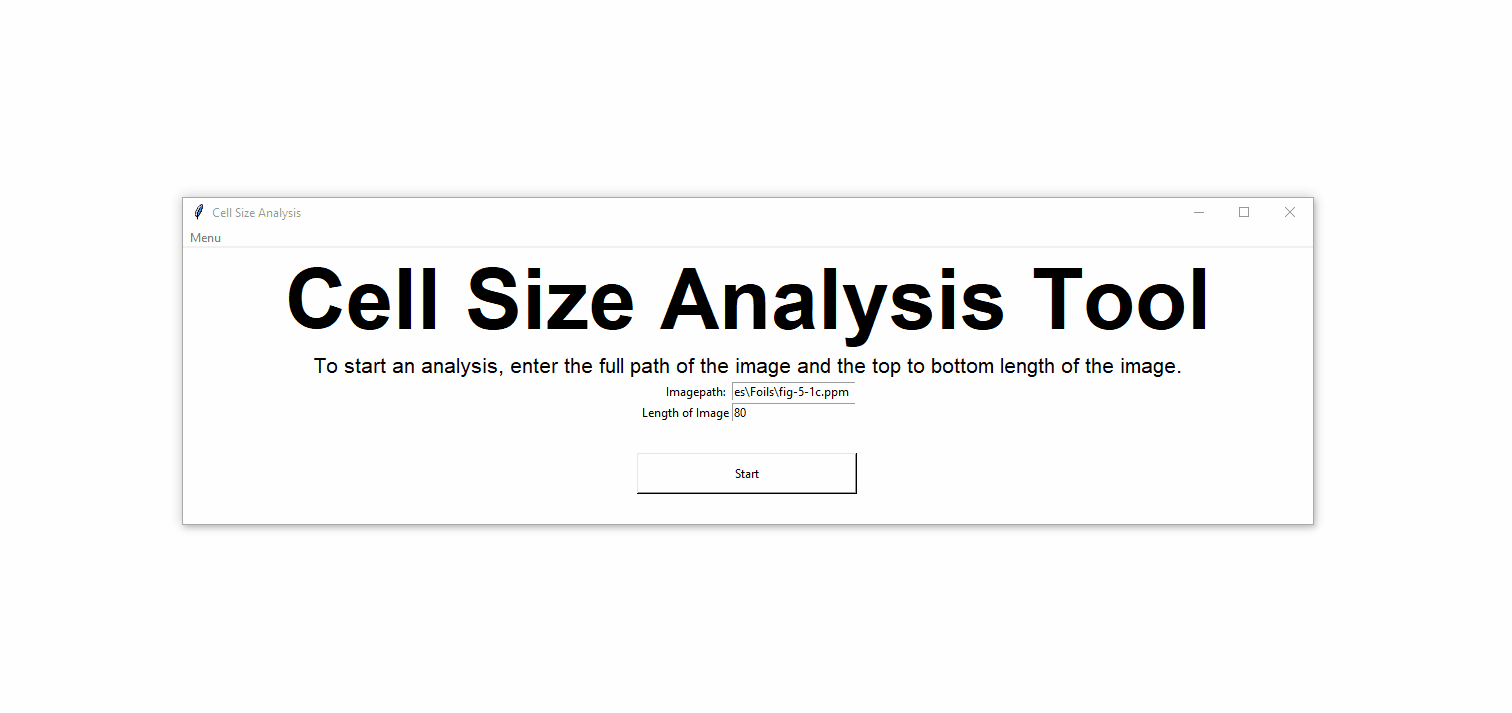 Cell Size Analysis
Menu
Cell Size Analysis Tool
To start an analysis, enter the full path of the image and the top to bottom length of the image.
Imagepath: es\Foils\fig-5-1c.ppm
Length of Image 80
Start